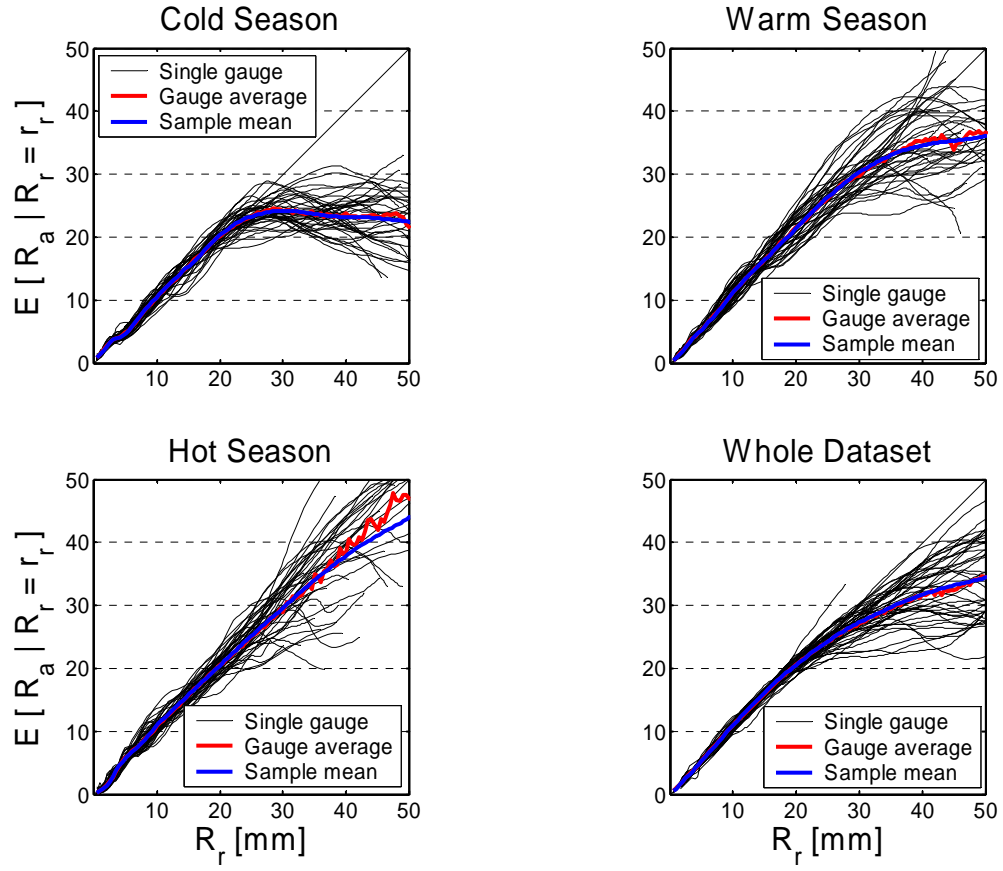 Cold Season
E [ R_a | R_r = r_r ]
50
40
30
20
10
0
Single gauge
Gauge average
Sample mean
10 20 30 40 50
Warm Season
50
40
30
20
10
0
Single gauge
Gauge average
Sample mean
10 20 30 40 50
Hot Season
E [ R_a | R_r = r_r ]
50
40
30
20
10
0
Single gauge
Gauge average
Sample mean
10 20 30 40 50
R_r [mm]
Whole Dataset
50
40
30
20
10
0
Single gauge
Gauge average
Sample mean
10 20 30 40 50
R_r [mm]